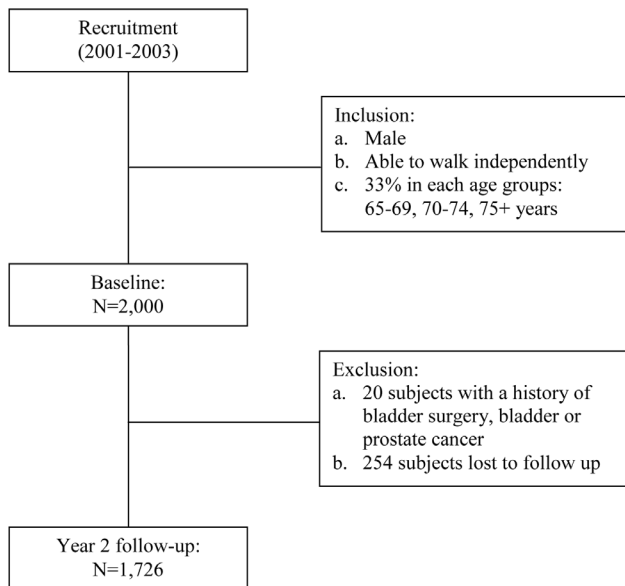 Recruitment
(2001-2003)
Inclusion:
a. Male
b. Able to walk independently
c. 33% in each age groups:
65-69, 70-74, 75+ years
Baseline:
N=2,000
Exclusion:
a. 20 subjects with a history of
bladder surgery, bladder or
prostate cancer
b. 254 subjects lost to follow up
Year 2 follow-up:
N=1,726